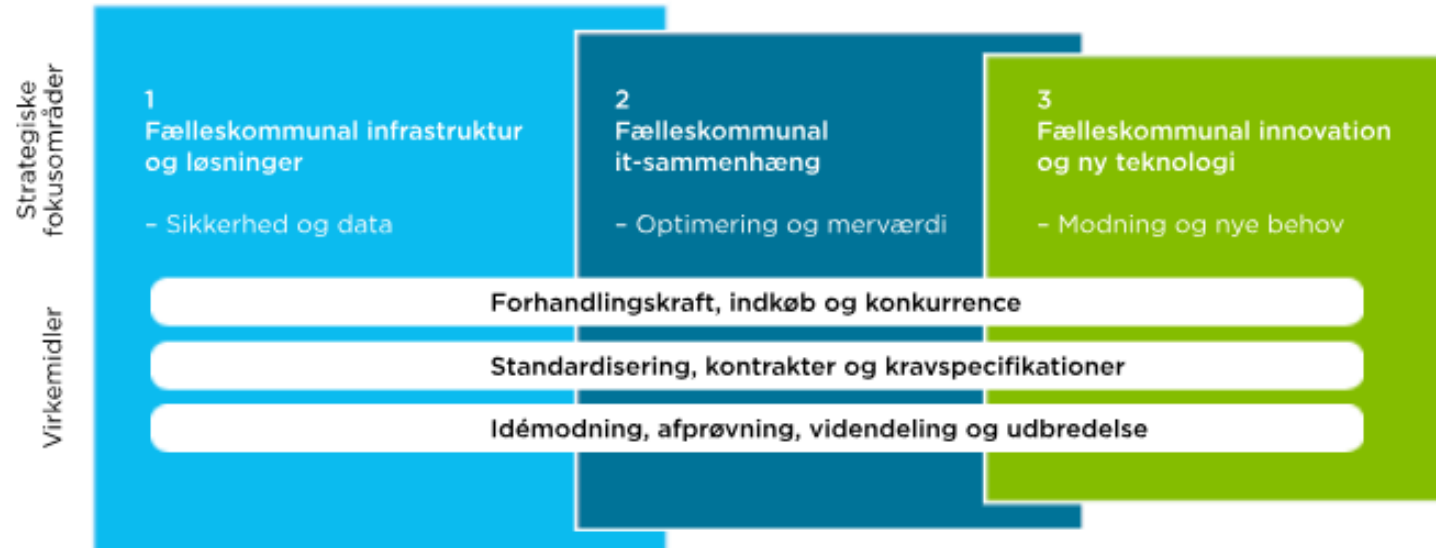 Strategiske
fokusområder
1
Fælleskommunal infrastruktur
og løsninger
– Sikkerhed og data
2
Fælleskommunal
it-sammenhæng
– Optimering og merværdi
3
Fælleskommunal innovation
og ny teknologi
– Modning og nye behov
Virkemidler
Forhandlingskraft, indkøb og konkurrence
Standardisering, kontrakter og kravspecifikationer
Idémodning, afprøvning, videndeling og udbredelse